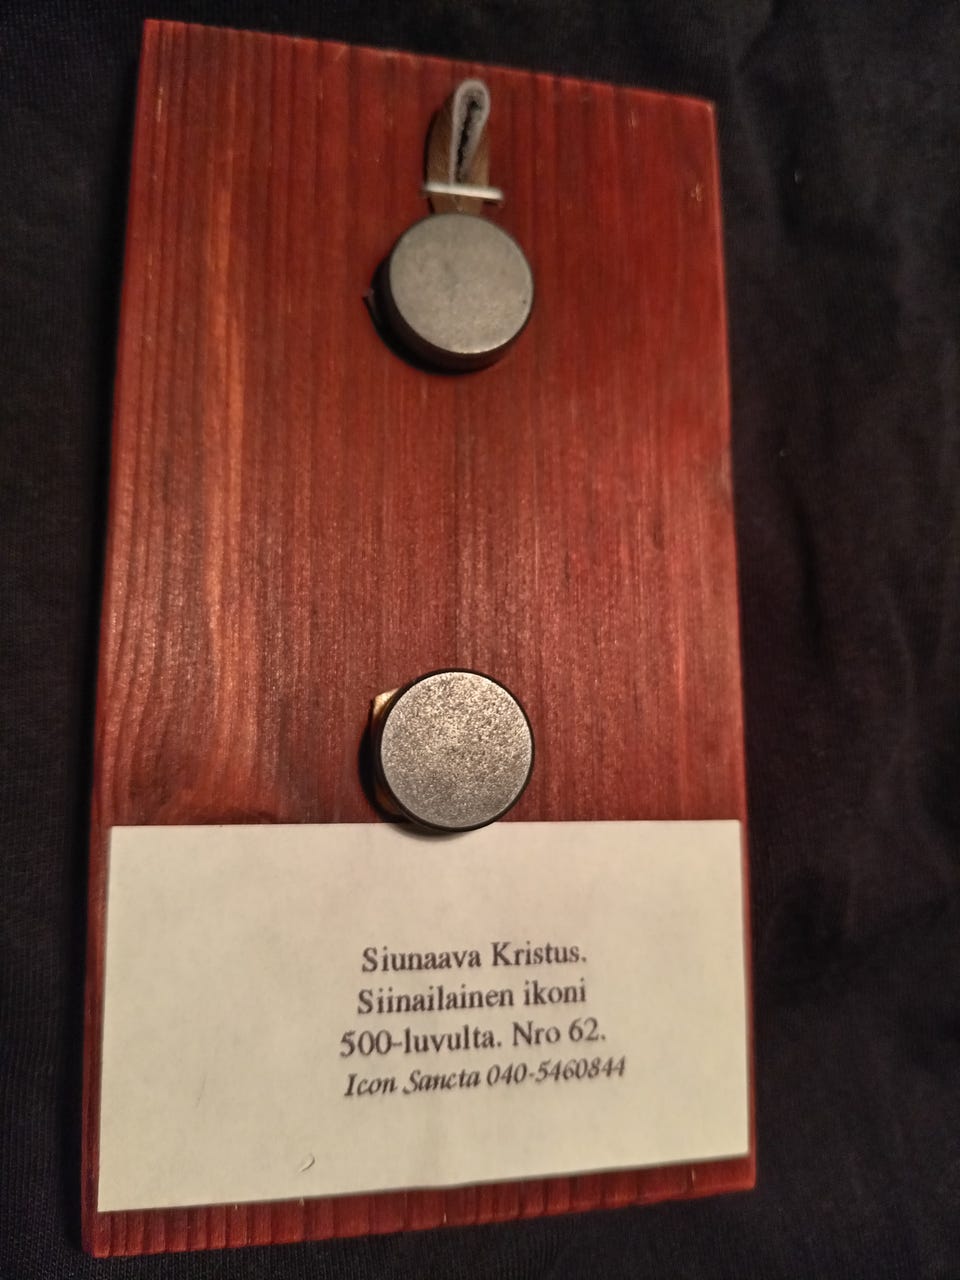 Siunaava Kristus.
Siinailainen ikoni
500-luvulta. Nro 62.
Icon Sancta 040-5460844